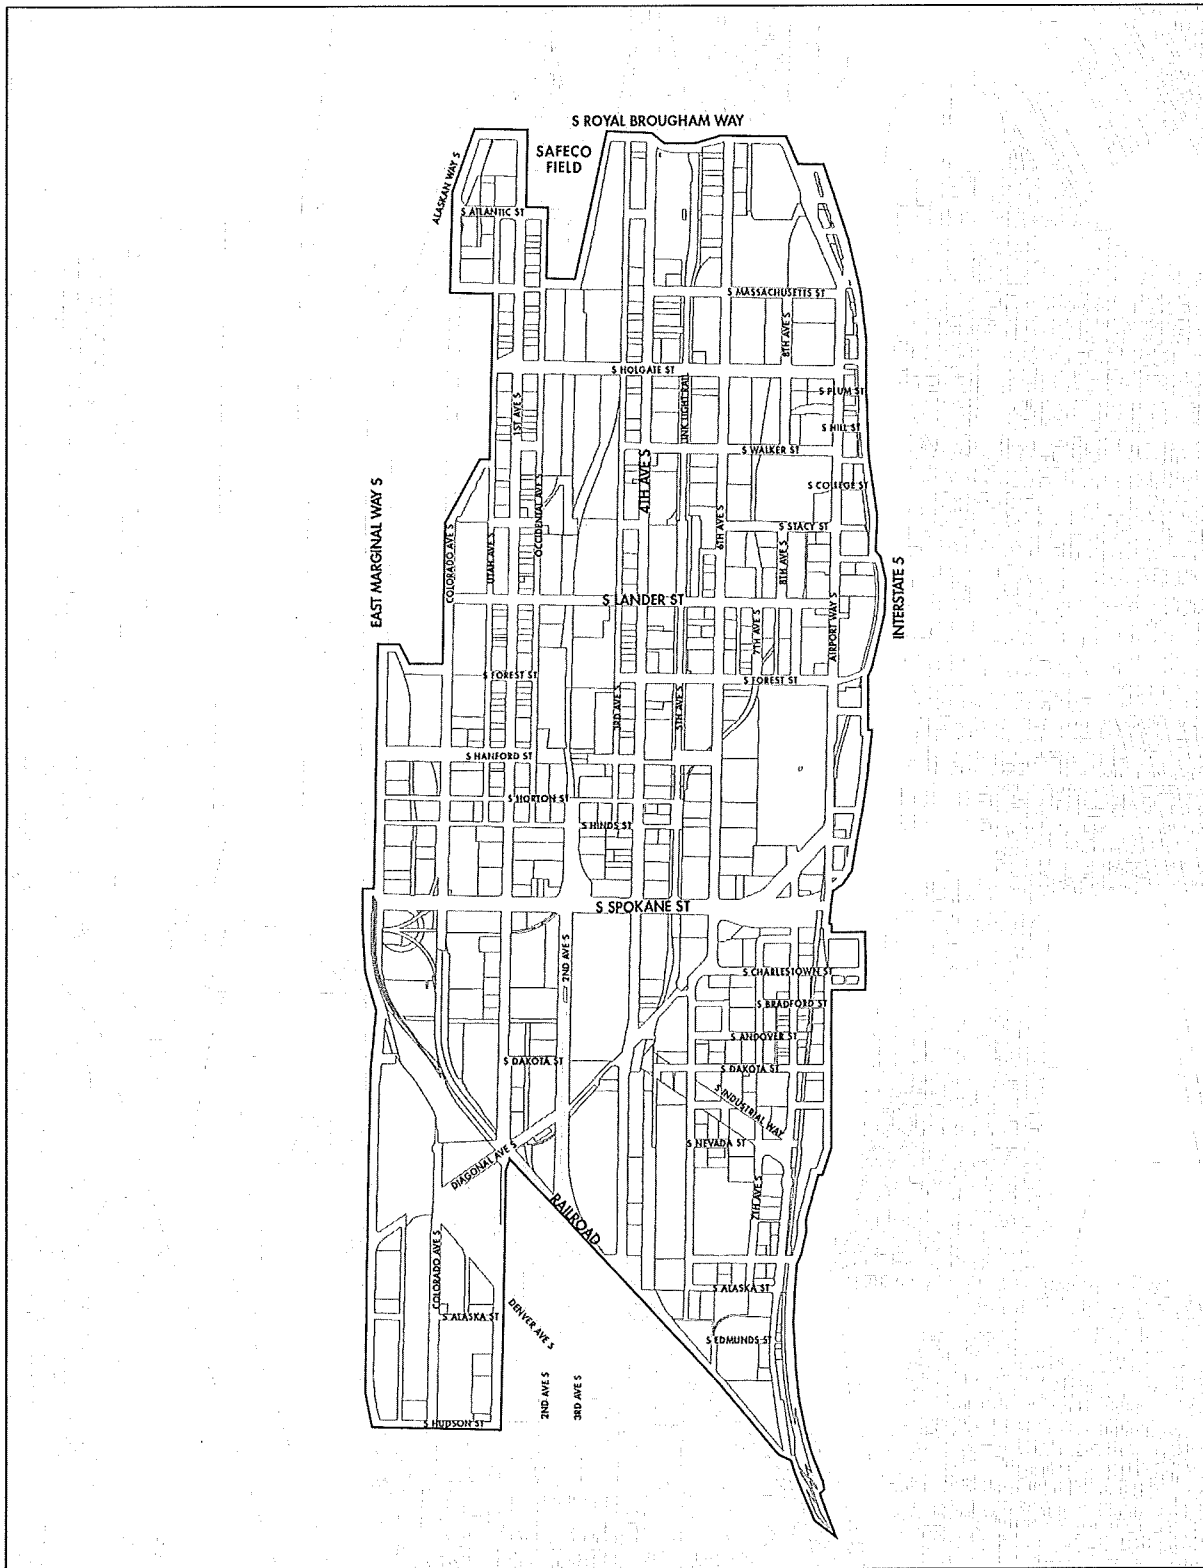 S ROYAL BROUGHAM WAY
SAFECO
FIELD
ALASKAN WAY S
S ATLANTIC ST
S MASSACHUSETTS ST
8TH AVE S
S HOLGATE ST
S PLUM ST
1ST AVE S
LINK LIGHT RAIL
S HILL ST
S WALKER ST
4TH AVE S
S COLLEGE ST
EAST MARGINAL WAY S
OCCIDENTAL AVE S
6TH AVE S
S STACY ST
COLORADO AVE S
UTAH AVE S
8TH AVE S
S LANDER ST
INTERSTATE 5
7TH AVE S
AIRPORT WAY S
S FOREST ST
S FOREST ST
3RD AVE S
5TH AVE S
S HANFORD ST
S HORTON ST
S HINDS ST
S SPOKANE ST
2ND AVE S
S CHARLESTOWN ST
S BRADFORD ST
S ANDOVER ST
S DAKOTA ST
S DAKOTA ST
S INDUSTRIAL WAY
S NEVADA ST
DIAGONAL AVE S
7TH AVE S
RAILROAD
COLORADO AVE S
S ALASKA ST
S ALASKA ST
DENVER AVE S
S EDMUNDS ST
2ND AVE S
3RD AVE S
S HUDSON ST